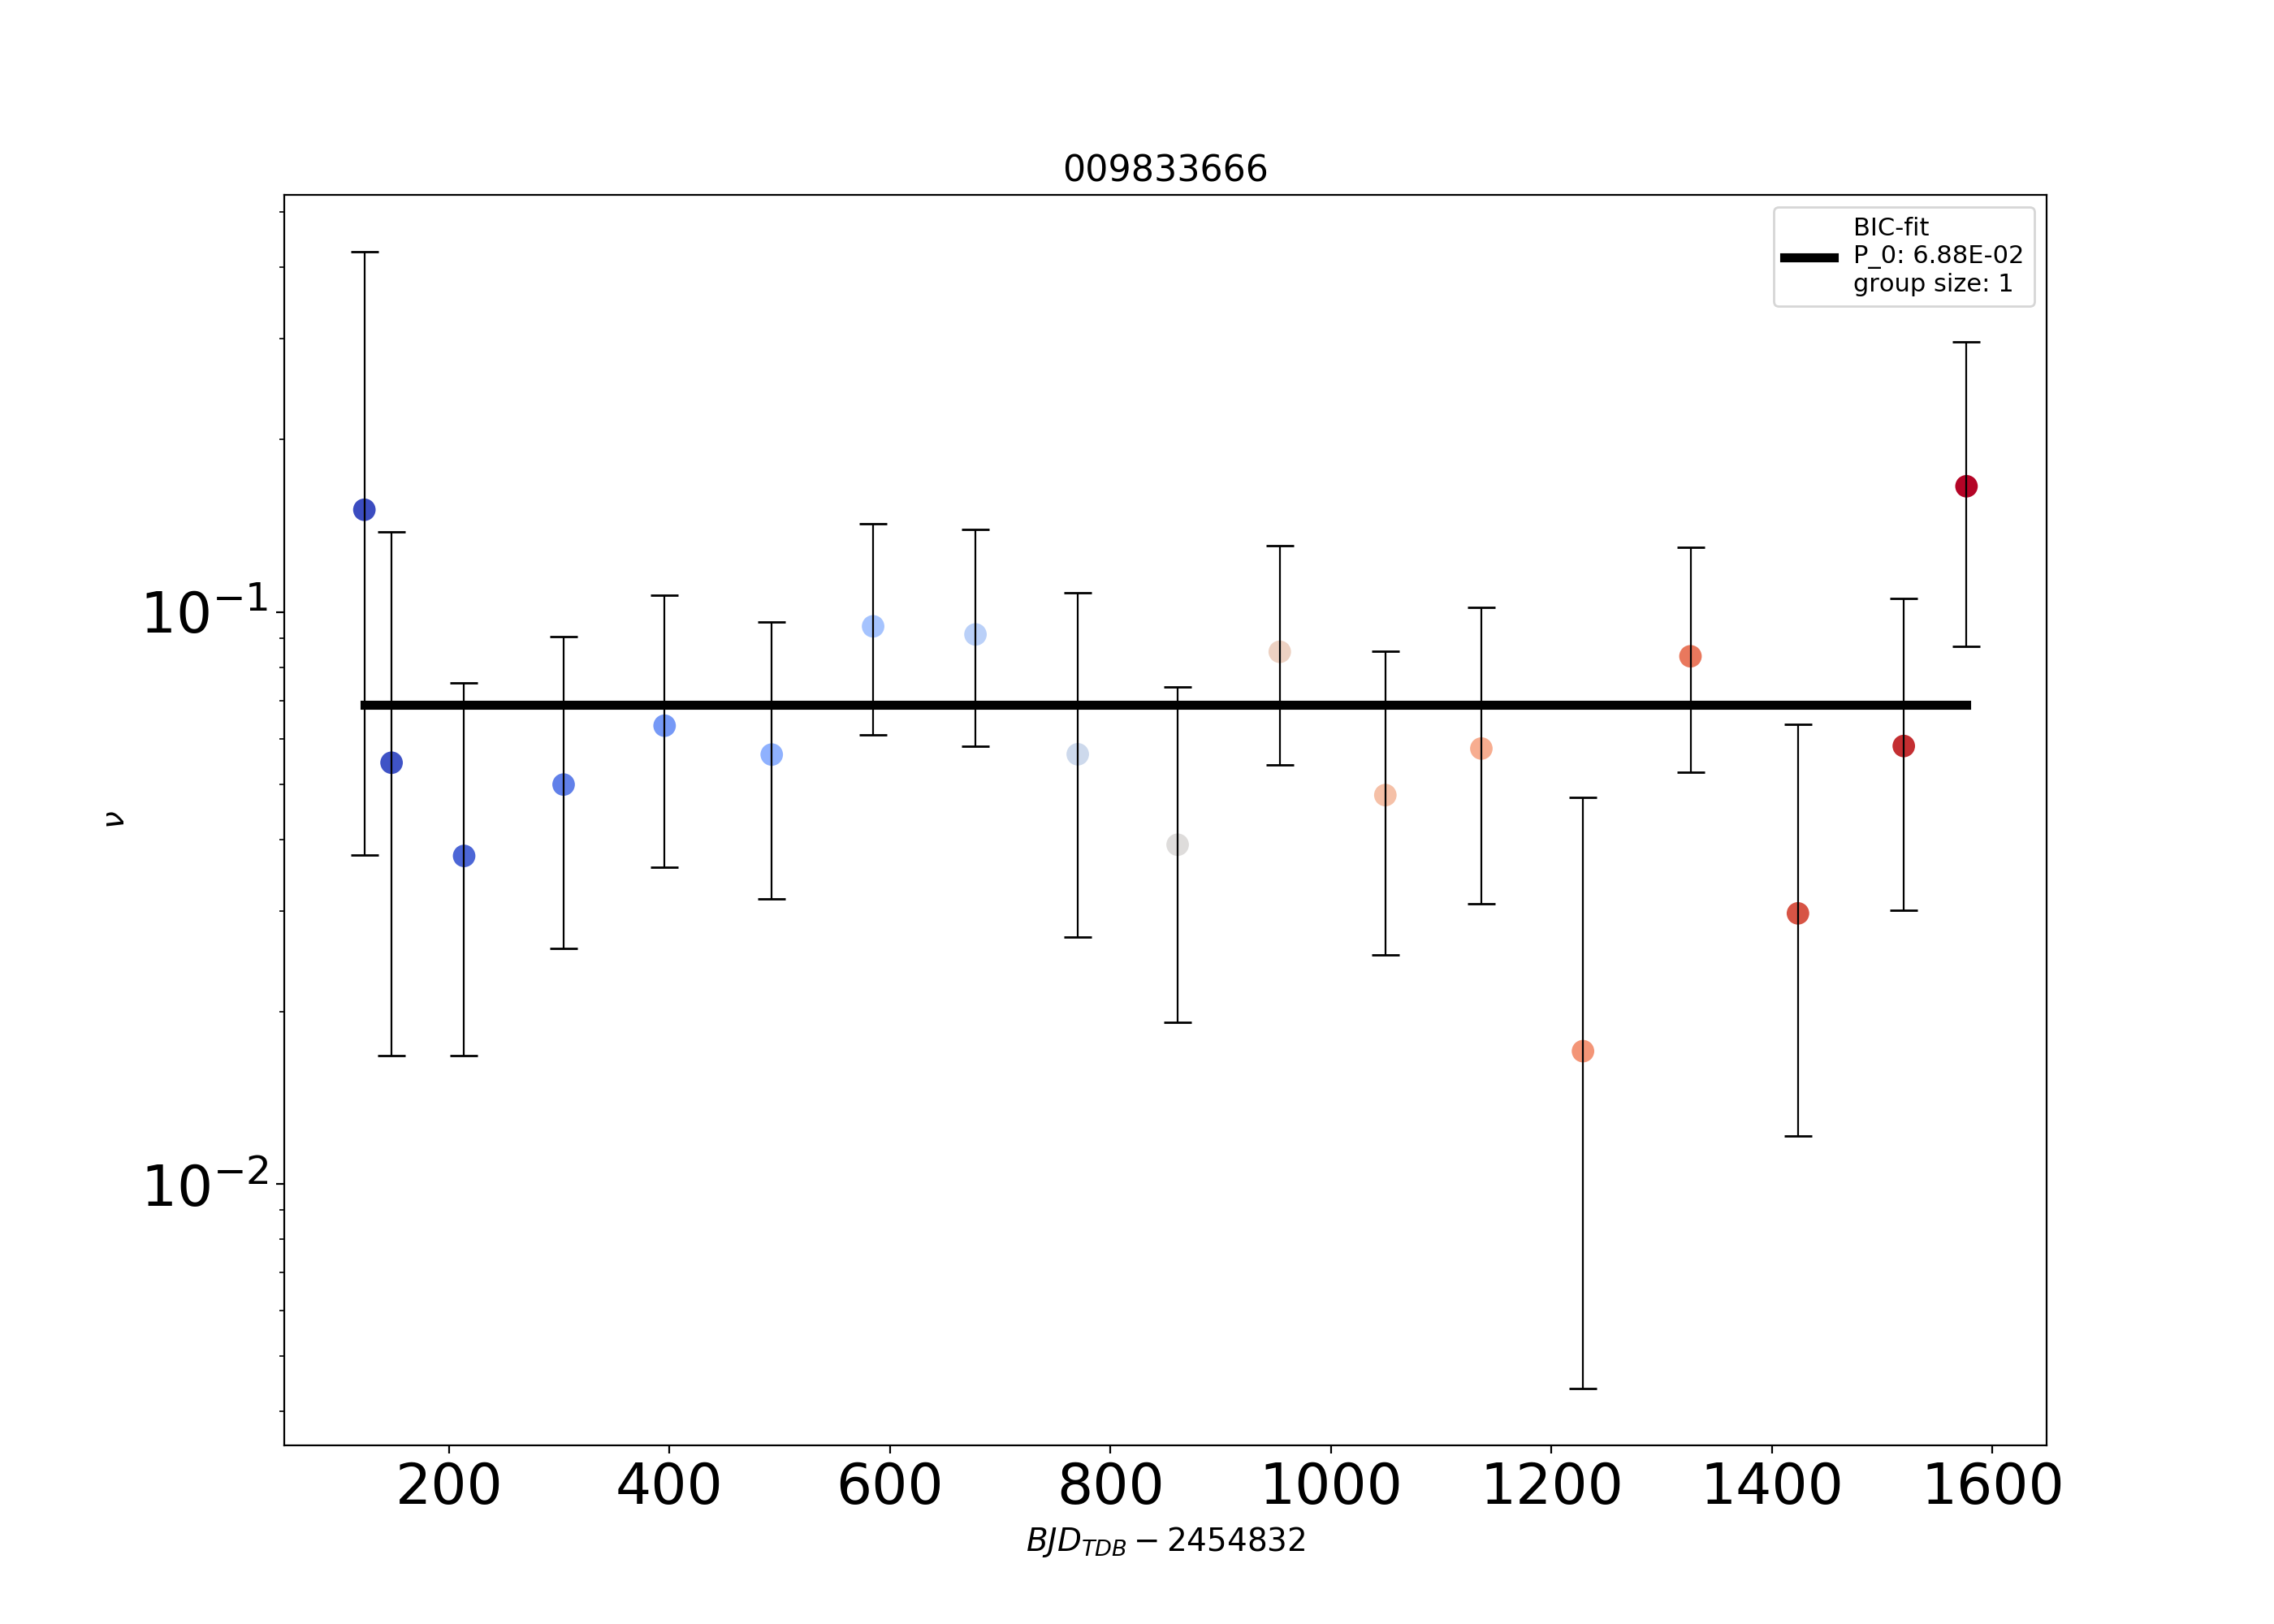 009833666
BIC-fit
P_0: 6.88E-02
group size: 1
10⁻¹
10⁻²
ν
200 400 600 800 1000 1200 1400 1600
BJD_TDB − 2454832